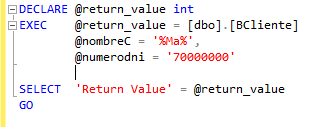 DECLARE @return_value int
EXEC @return_value = [dbo].[BCliente]
@nombreC = '%Ma%',
@numerodni = '70000000'
SELECT 'Return Value' = @return_value
GO